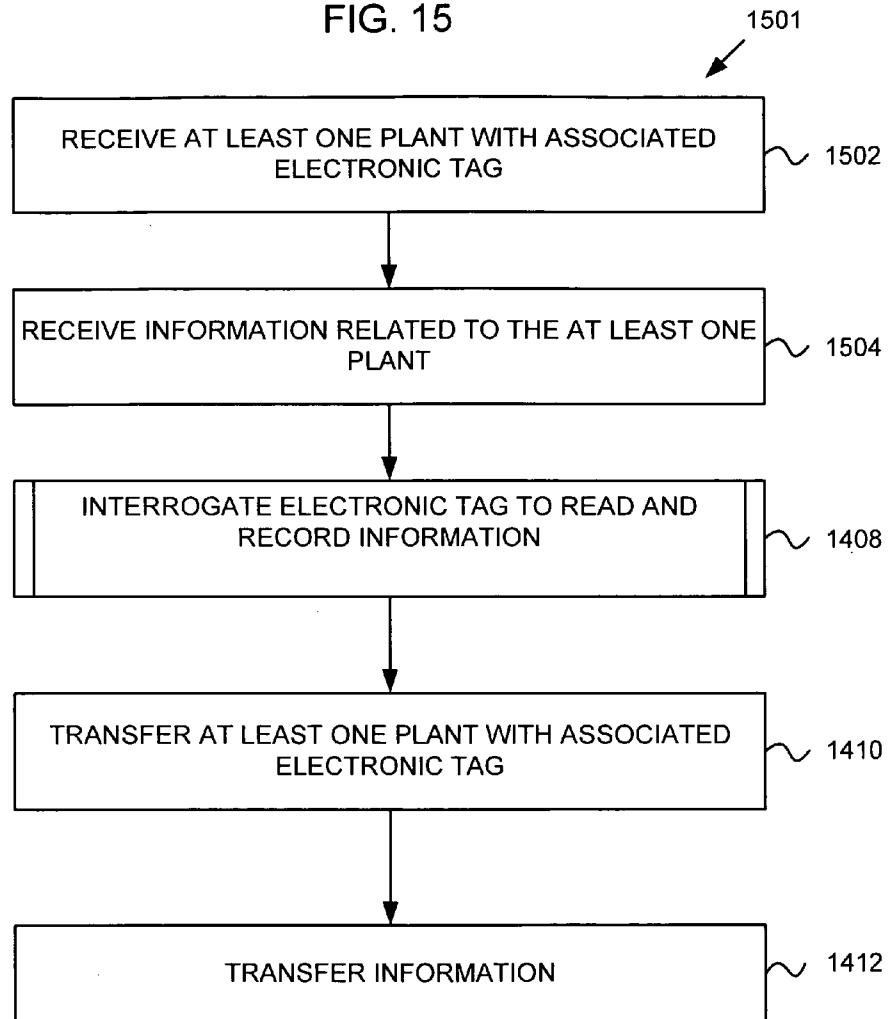 FIG. 15
1501
RECEIVE AT LEAST ONE PLANT WITH ASSOCIATED
ELECTRONIC TAG
1502
RECEIVE INFORMATION RELATED TO THE AT LEAST ONE
PLANT
1504
INTERROGATE ELECTRONIC TAG TO READ AND
RECORD INFORMATION
1408
TRANSFER AT LEAST ONE PLANT WITH ASSOCIATED
ELECTRONIC TAG
1410
TRANSFER INFORMATION
1412